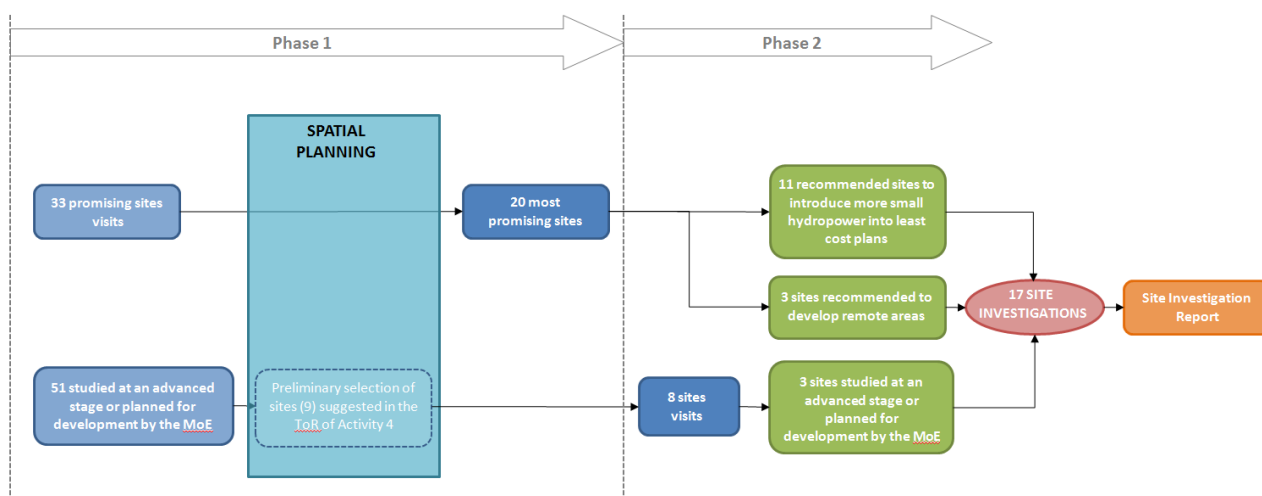 Phase 1
Phase 2
SPATIAL
PLANNING
33 promising sites
visits
20 most
promising sites
11 recommended sites to
introduce more small
hydropower into least
cost plans
3 sites recommended to
develop remote areas
17 SITE
INVESTIGATIONS
Site Investigation
Report
51 studied at an advanced
stage or planned for
development by the MoE
Preliminary selection of
sites (9) suggested in the
ToR of Activity 4
8 sites
visits
3 sites studied at an
advanced stage or
planned for
development by the MoE